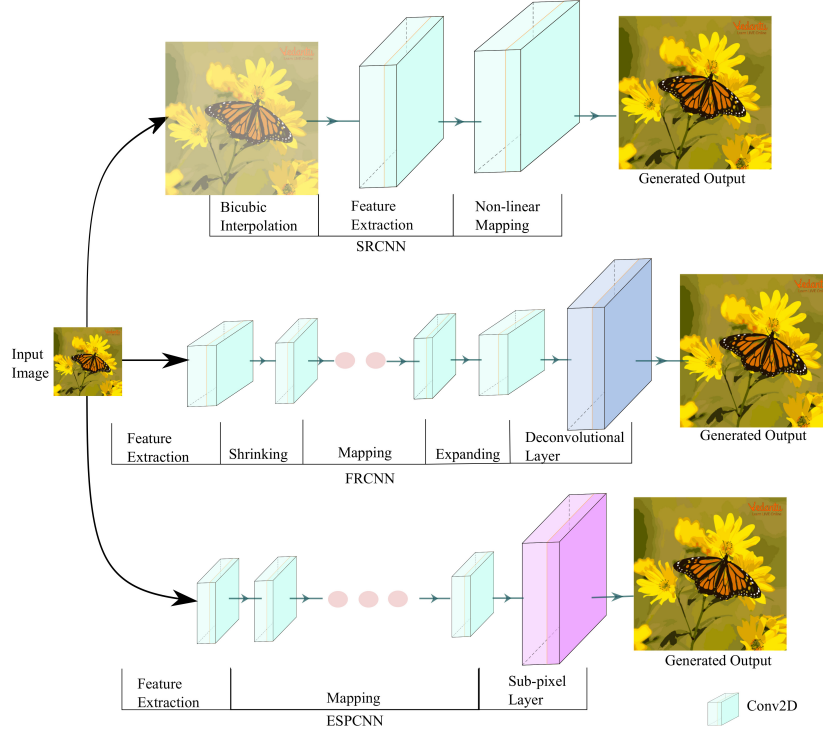 Generated Output
Bicubic
Interpolation
Feature
Extraction
Non-linear
Mapping
SRCNN
Input
Image
Generated Output
Feature
Extraction
Shrinking
Mapping
Expanding
Deconvolutional
Layer
FRCNN
Generated Output
Feature
Extraction
Mapping
Sub-pixel
Layer
ESPCNN
Conv2D